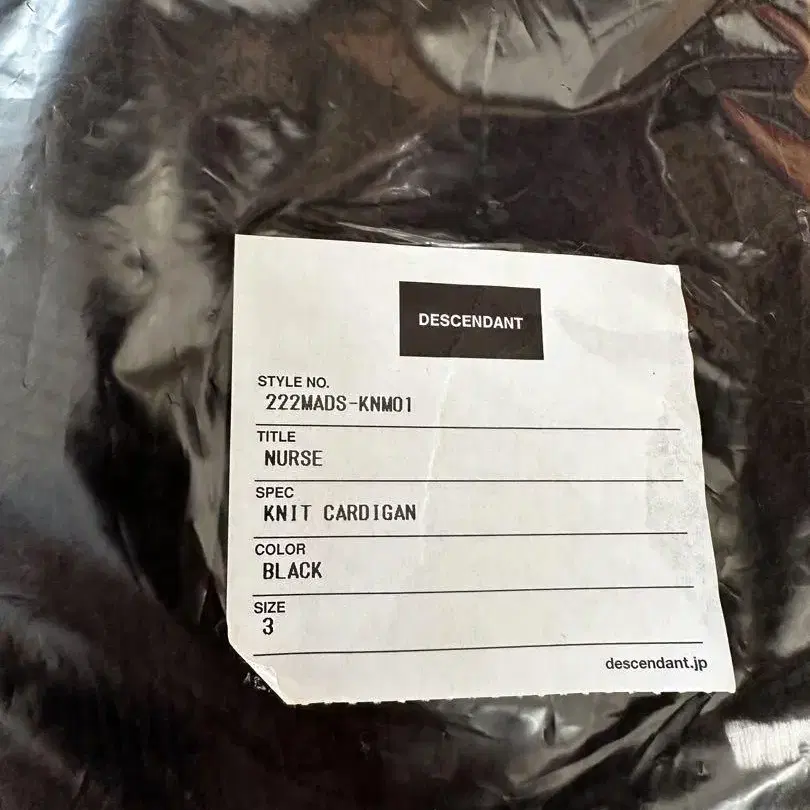 DESCENDANT
STYLE NO.
222MADS-KNM01
TITLE
NURSE
SPEC
KNIT CARDIGAN
COLOR
BLACK
SIZE
3
descendant.jp